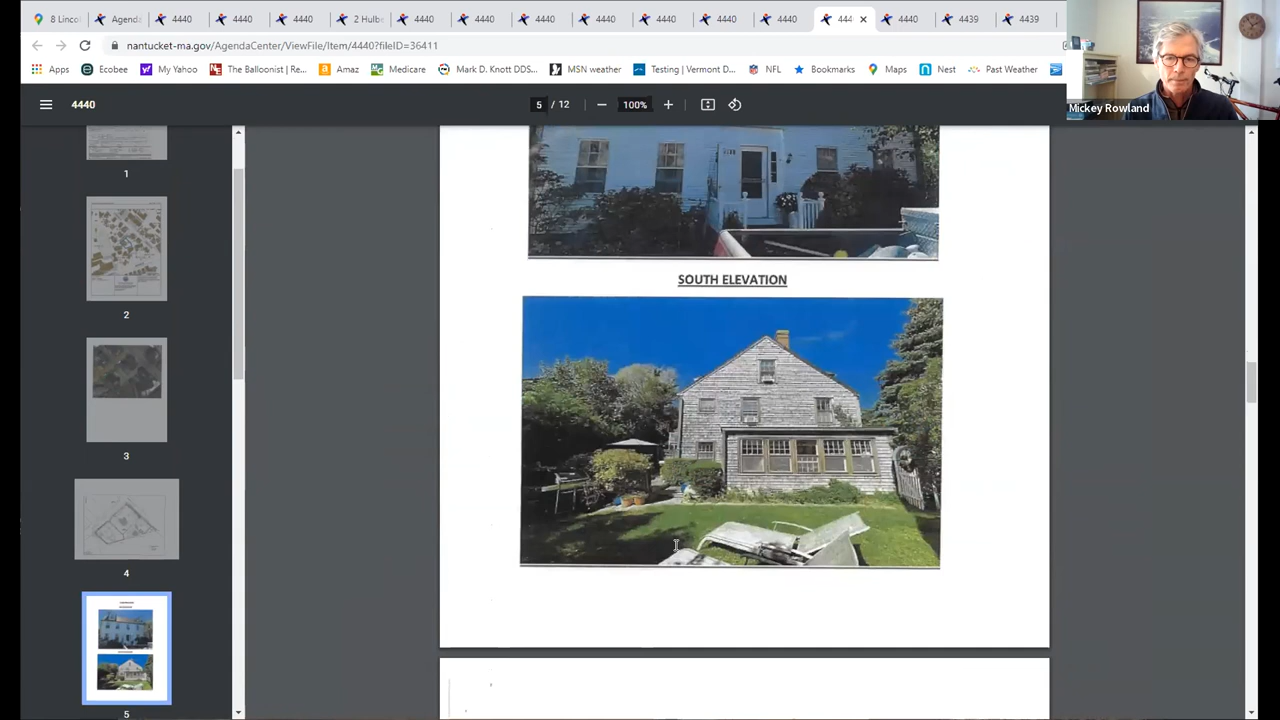 8 Linco
Agenda
4440
4440
4440
2 Hulbe
4440
4440
4440
4440
4440
4440
4440
444
4440
4439
4439
nantucket-ma.gov/AgendaCenter/ViewFile/Item/4440?fileID=36411
Apps
Ecobee
My Yahoo
The Balloonist | Re...
Amaz
Medicare
Mark D. Knott DDS...
MSN weather
Testing | Vermont D...
NFL
Bookmarks
Maps
Nest
Past Weather
Mickey Rowland
4440
5 / 12
100%
1
2
3
4
5
SOUTH ELEVATION